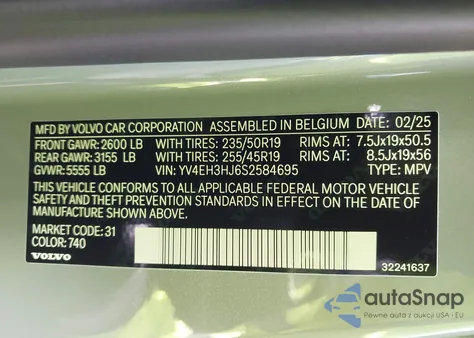 MFD BY VOLVO CAR CORPORATION ASSEMBLED IN BELGIUM 02/25
FRONT GAWR: 2600 LB WITH TIRES: 235/50R19 RIMS AT: 7.5Jx19x50.5
REAR GAWR: 3155 LB WITH TIRES: 255/45R19 RIMS AT: 8.5Jx19x56
GVWR: 5555 LB VIN: YV4EH3HJ6S2584695 TYPE: MPV
THIS VEHICLE CONFORMS TO ALL APPLICABLE FEDERAL MOTOR VEHICLE
SAFETY AND THEFT PREVENTION STANDARDS IN EFFECT ON THE DATE OF
MANUFACTURE SHOWN ABOVE.
MARKET CODE: 31
COLOR: 740
VOLVO
32241637
autoSnap
Pewne auta z aukcji USA - EU